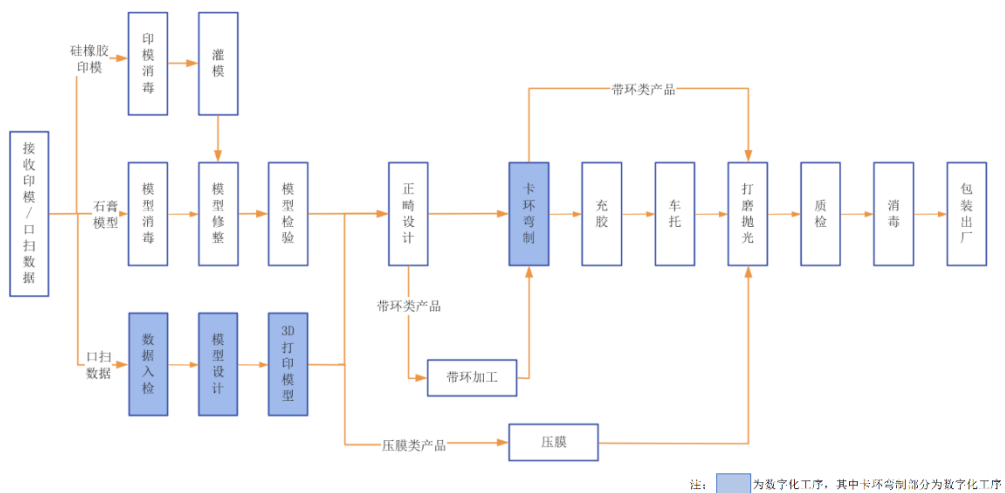 接收印模/口扫数据
硅橡胶
印模
印模消毒
灌模
石膏
模型
模型消毒
模型修整
模型检验
口扫
数据
数据入检
模型设计
3D打印模型
正畸设计
带环类产品
带环加工
压膜类产品
压膜
卡环弯制
带环类产品
充胶
车托
打磨抛光
质检
消毒
包装出厂
注：为数字化工序，其中卡环弯制部分为数字化工序